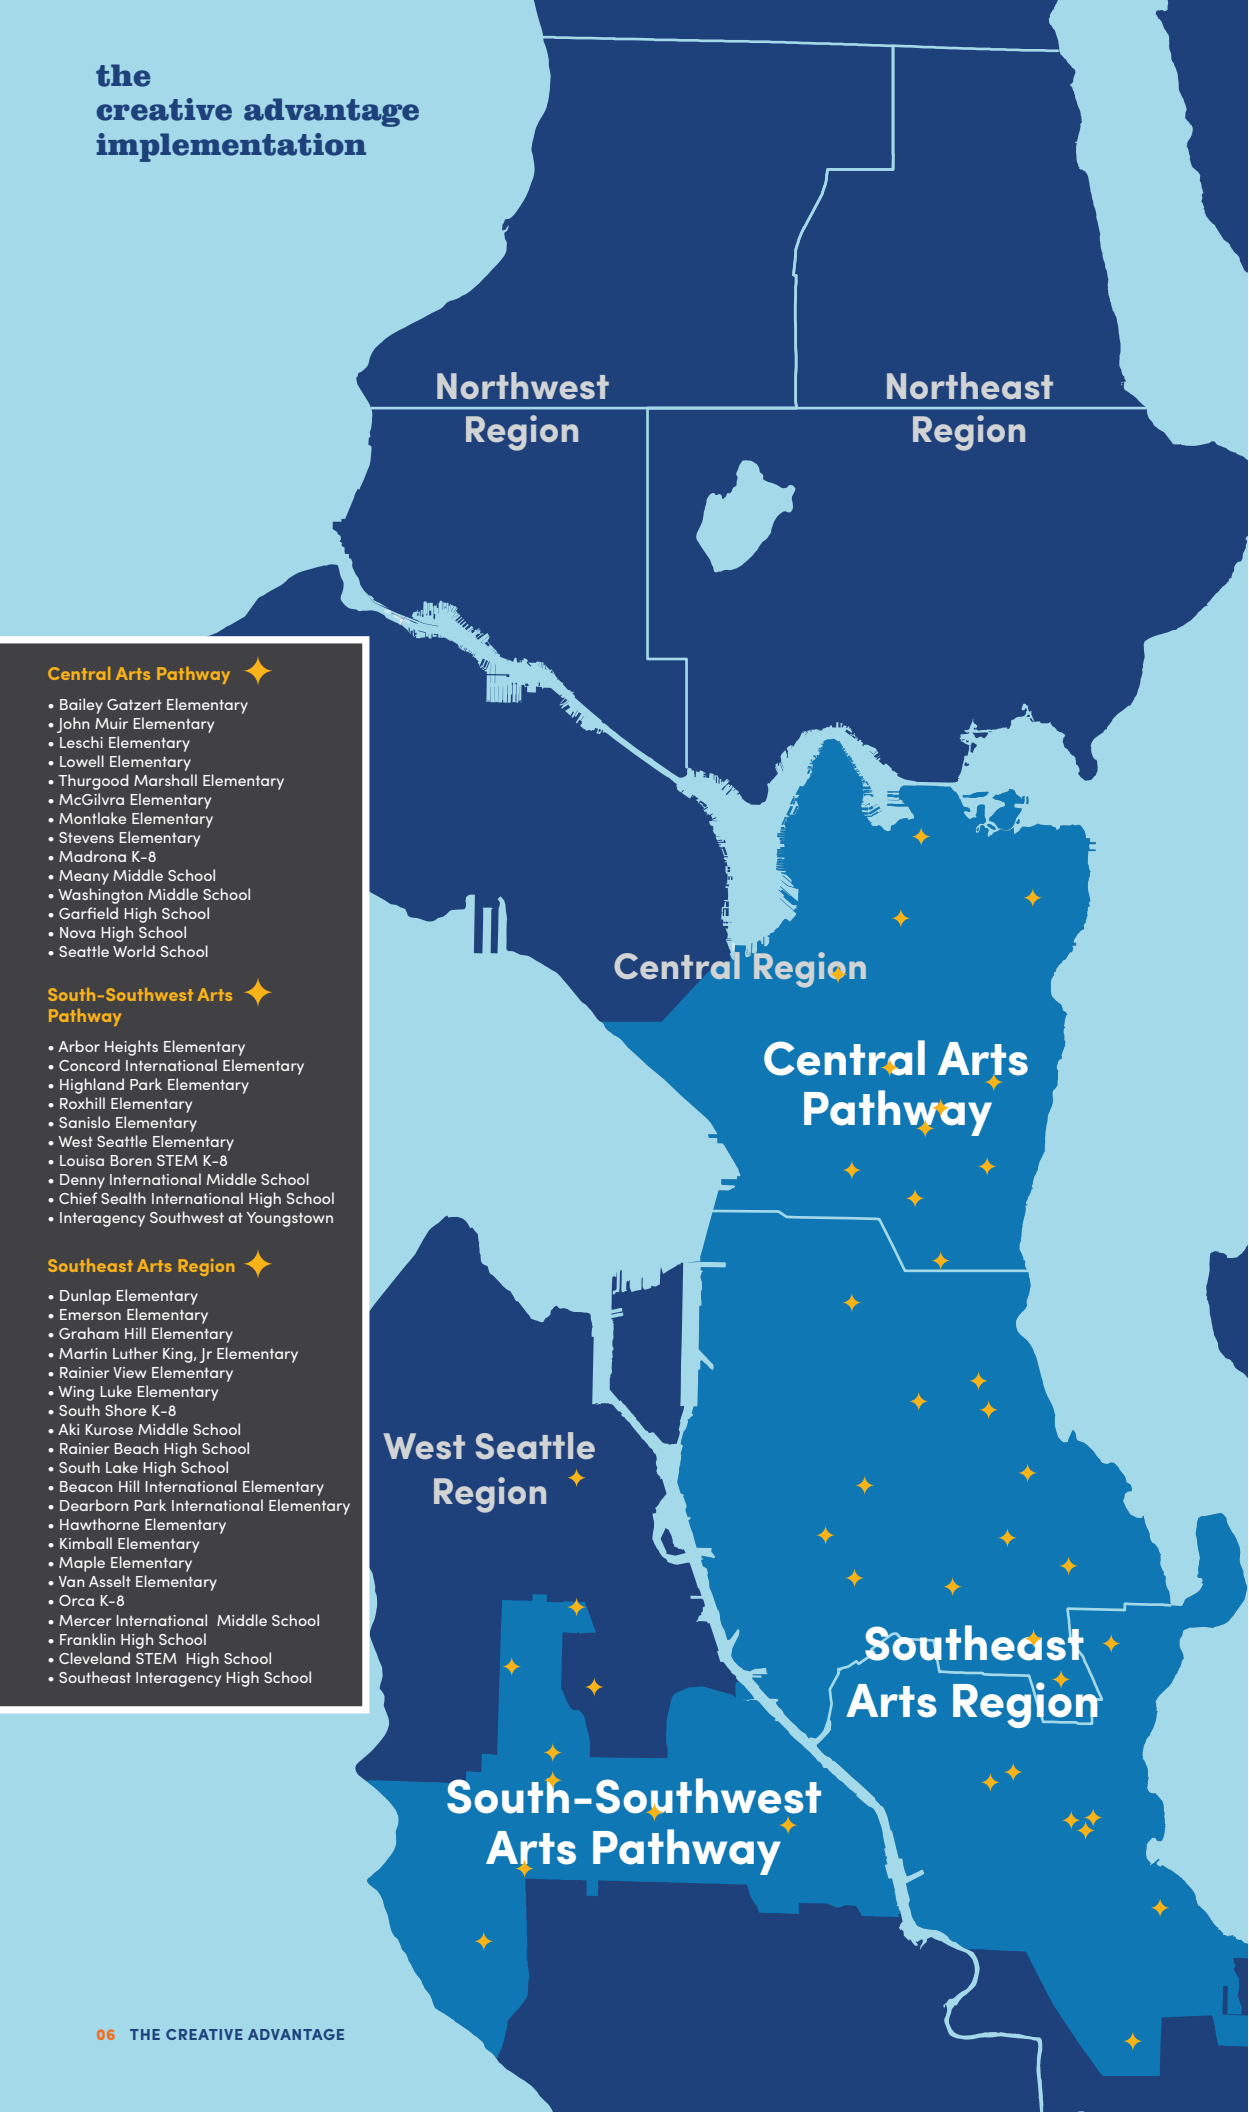 the
creative advantage
implementation
Northwest
Region
Northeast
Region
Central Arts Pathway
• Bailey Gatzert Elementary
• John Muir Elementary
• Leschi Elementary
• Lowell Elementary
• Thurgood Marshall Elementary
• McGilvra Elementary
• Montlake Elementary
• Stevens Elementary
• Madrona K-8
• Meany Middle School
• Washington Middle School
• Garfield High School
• Nova High School
• Seattle World School
South-Southwest Arts
Pathway
• Arbor Heights Elementary
• Concord International Elementary
• Highland Park Elementary
• Roxhill Elementary
• Sanislo Elementary
• West Seattle Elementary
• Louisa Boren STEM K-8
• Denny International Middle School
• Chief Sealth International High School
• Interagency Southwest at Youngstown
Southeast Arts Region
• Dunlap Elementary
• Emerson Elementary
• Graham Hill Elementary
• Martin Luther King, Jr Elementary
• Rainier View Elementary
• Wing Luke Elementary
• South Shore K-8
• Aki Kurose Middle School
• Rainier Beach High School
• South Lake High School
• Beacon Hill International Elementary
• Dearborn Park International Elementary
• Hawthorne Elementary
• Kimball Elementary
• Maple Elementary
• Van Asselt Elementary
• Orca K-8
• Mercer International  Middle School
• Franklin High School
• Cleveland STEM  High School
• Southeast Interagency High School
Central Region
Central Arts
Pathway
West Seattle
Region
Southeast
Arts Region
South-Southwest
Arts Pathway
06 THE CREATIVE ADVANTAGE